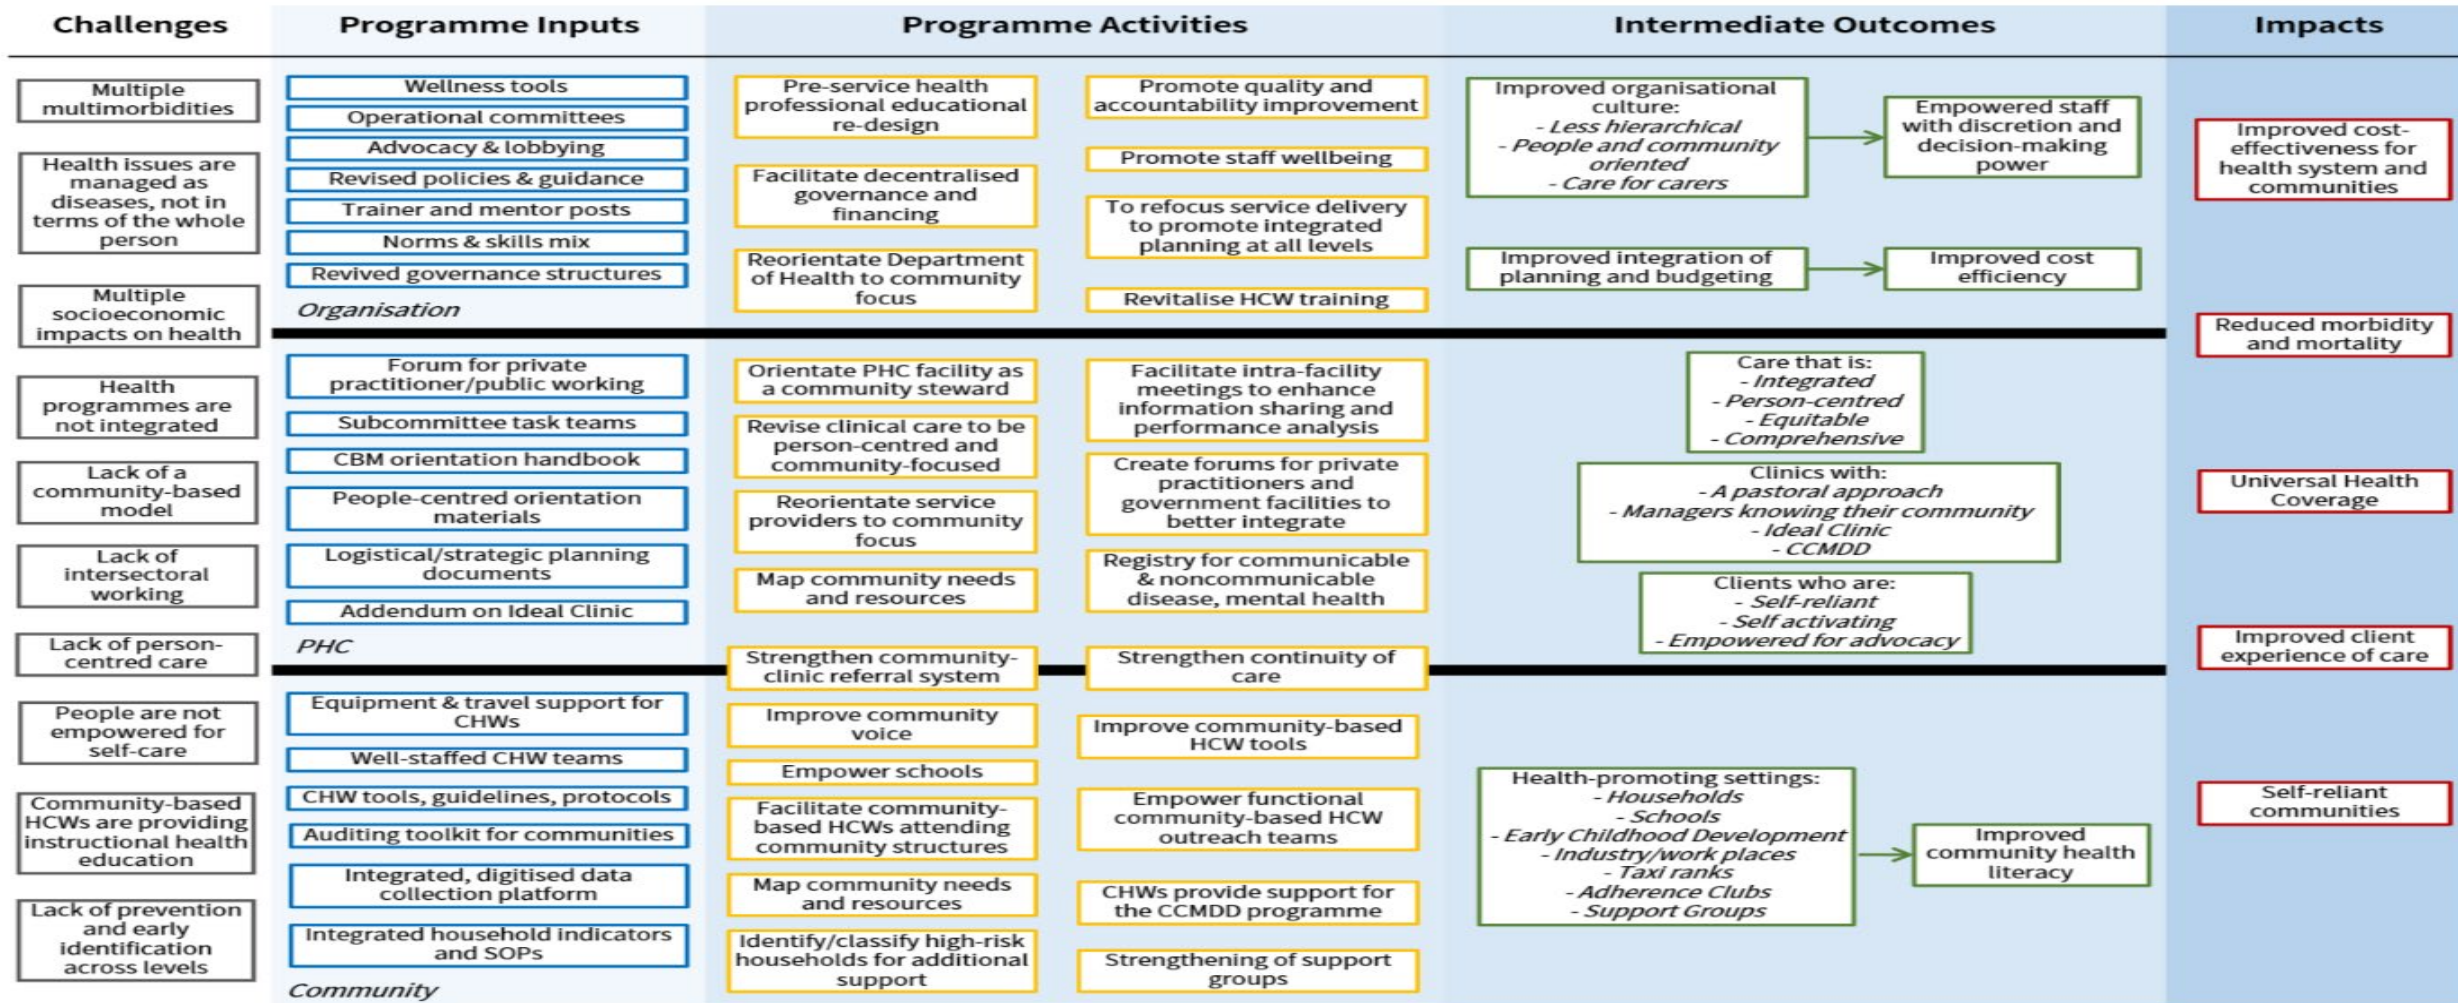 Challenges
Programme Inputs
Programme Activities
Intermediate Outcomes
Impacts
Multiple
multimorbidities
Health issues are
managed as
diseases, not in
terms of the whole
person
Multiple
socioeconomic
impacts on health
Health
programmes are
not integrated
Lack of a
community-based
model
Lack of
intersectoral
working
Lack of person-
centred care
People are not
empowered for
self-care
Community-based
HCWs are providing
instructional health
education
Lack of prevention
and early
identification
across levels
Wellness tools
Operational committees
Advocacy & lobbying
Revised policies & guidance
Trainer and mentor posts
Norms & skills mix
Revived governance structures
Organisation
Pre-service health
professional educational
re-design
Facilitate decentralised
governance and
financing
Reorientate Department
of Health to community
focus
Promote quality and
accountability improvement
Promote staff wellbeing
To refocus service delivery
to promote integrated
planning at all levels
Revitalise HCW training
Improved organisational
culture:
- Less hierarchical
- People and community
oriented
- Care for carers
Empowered staff
with discretion and
decision-making
power
Improved integration of
planning and budgeting
Improved cost
efficiency
Forum for private
practitioner/public working
Subcommittee task teams
CBM orientation handbook
People-centred orientation
materials
Logistical/strategic planning
documents
Addendum on Ideal Clinic
PHC
Orientate PHC facility as
a community steward
Revise clinical care to be
person-centred and
community-focused
Reorientate service
providers to community
focus
Map community needs
and resources
Facilitate intra-facility
meetings to enhance
information sharing and
performance analysis
Create forums for private
practitioners and
government facilities to
better integrate
Registry for communicable
& noncommunicable
disease, mental health
Care that is:
- Integrated
- Person-centred
- Equitable
- Comprehensive
Clinics with:
- A pastoral approach
- Managers knowing their community
- Ideal Clinic
- CCMDD
Clients who are:
- Self-reliant
- Self activating
- Empowered for advocacy
Strengthen community-
clinic referral system
Strengthen continuity of
care
Equipment & travel support for
CHWs
Well-staffed CHW teams
CHW tools, guidelines, protocols
Auditing toolkit for communities
Integrated, digitised data
collection platform
Integrated household indicators
and SOPs
Community
Improve community
voice
Empower schools
Facilitate community-
based HCWs attending
community structures
Map community needs
and resources
Identify/classify high-risk
households for additional
support
Improve community-based
HCW tools
Empower functional
community-based HCW
outreach teams
CHWs provide support for
the CCMDD programme
Strengthening of support
groups
Health-promoting settings:
- Households
- Schools
- Early Childhood Development
- Industry/work places
- Taxi ranks
- Adherence Clubs
- Support Groups
Improved
community health
literacy
Improved cost-
effectiveness for
health system and
communities
Reduced morbidity
and mortality
Universal Health
Coverage
Improved client
experience of care
Self-reliant
communities